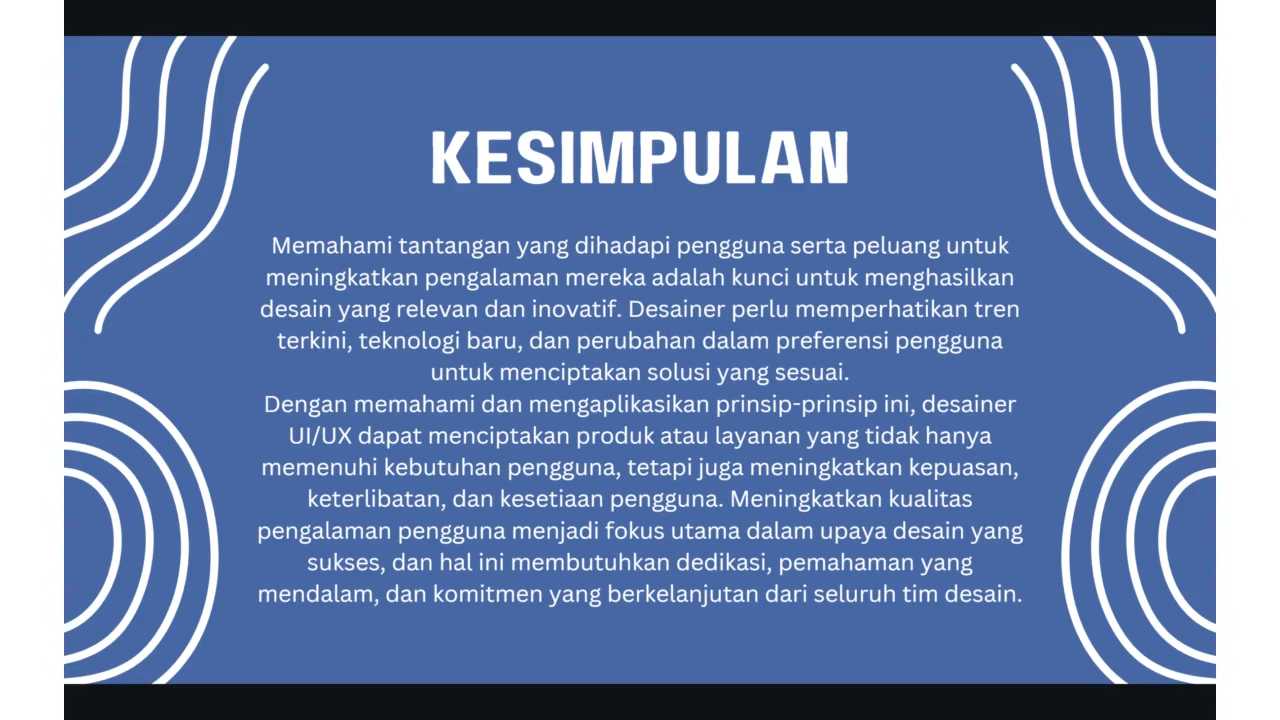 KESIMPULAN
Memahami tantangan yang dihadapi pengguna serta peluang untuk
meningkatkan pengalaman mereka adalah kunci untuk menghasilkan
desain yang relevan dan inovatif. Desainer perlu memperhatikan tren
terkini, teknologi baru, dan perubahan dalam preferensi pengguna
untuk menciptakan solusi yang sesuai.
Dengan memahami dan mengaplikasikan prinsip-prinsip ini, desainer
UI/UX dapat menciptakan produk atau layanan yang tidak hanya
memenuhi kebutuhan pengguna, tetapi juga meningkatkan kepuasan,
keterlibatan, dan kesetiaan pengguna. Meningkatkan kualitas
pengalaman pengguna menjadi fokus utama dalam upaya desain yang
sukses, dan hal ini membutuhkan dedikasi, pemahaman yang
mendalam, dan komitmen yang berkelanjutan dari seluruh tim desain.